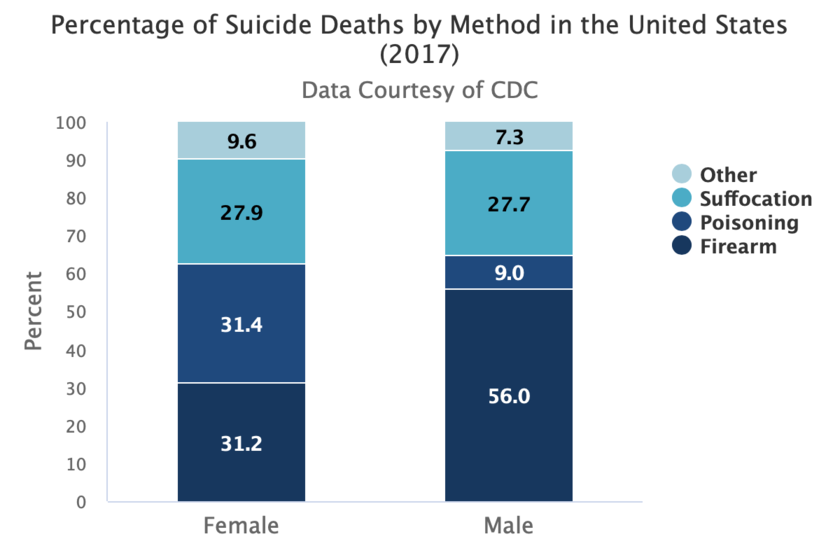 Percentage of Suicide Deaths by Method in the United States
(2017)
Data Courtesy of CDC
100
90
80
70
60
50
40
30
20
10
0
Percent
9.6
27.9
31.4
31.2
7.3
27.7
9.0
56.0
Female
Male
Other
Suffocation
Poisoning
Firearm